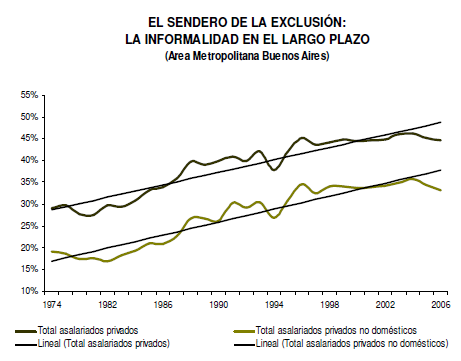 EL SENDERO DE LA EXCLUSIÓN:
LA INFORMALIDAD EN EL LARGO PLAZO
(Area Metropolitana Buenos Aires)
55%
50%
45%
40%
35%
30%
25%
20%
15%
10%
1974 1982 1986 1990 1994 1998 2002 2006
Total asalariados privados Total asalariados privados no domésticos
Lineal (Total asalariados privados) Lineal (Total asalariados privados no domésticos)